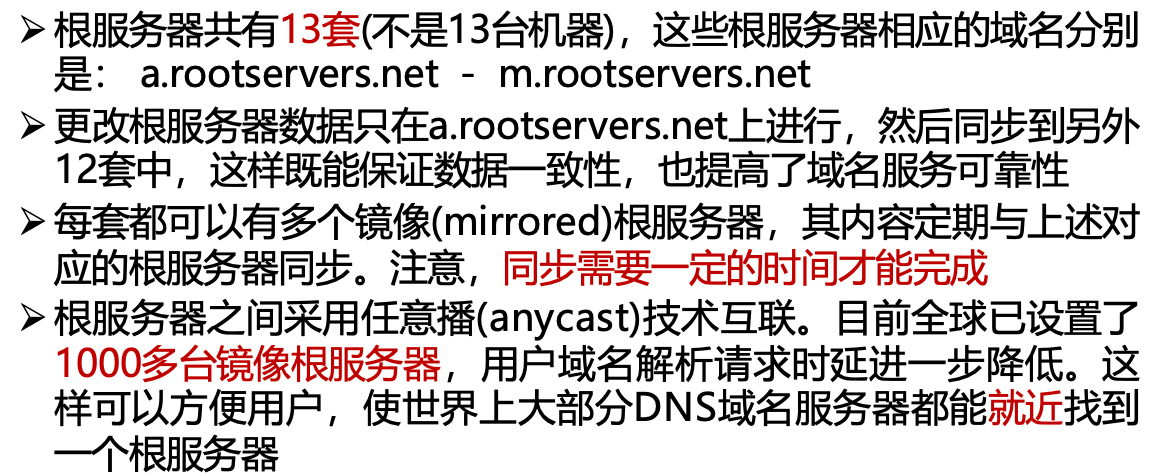 ➢ 根服务器共有13套(不是13台机器)，这些根服务器相应的域名分别
是： a.rootservers.net - m.rootservers.net
➢ 更改根服务器数据只在a.rootservers.net上进行，然后同步到另外
12套中，这样既能保证数据一致性，也提高了域名服务可靠性
➢ 每套都可以有多个镜像(mirrored)根服务器，其内容定期与上述对
应的根服务器同步。注意，同步需要一定的时间才能完成
➢ 根服务器之间采用任意播(anycast)技术互联。目前全球已设置了
1000多台镜像根服务器，用户域名解析请求时延进一步降低。这
样可以方便用户，使世界上大部分DNS域名服务器都能就近找到
一个根服务器